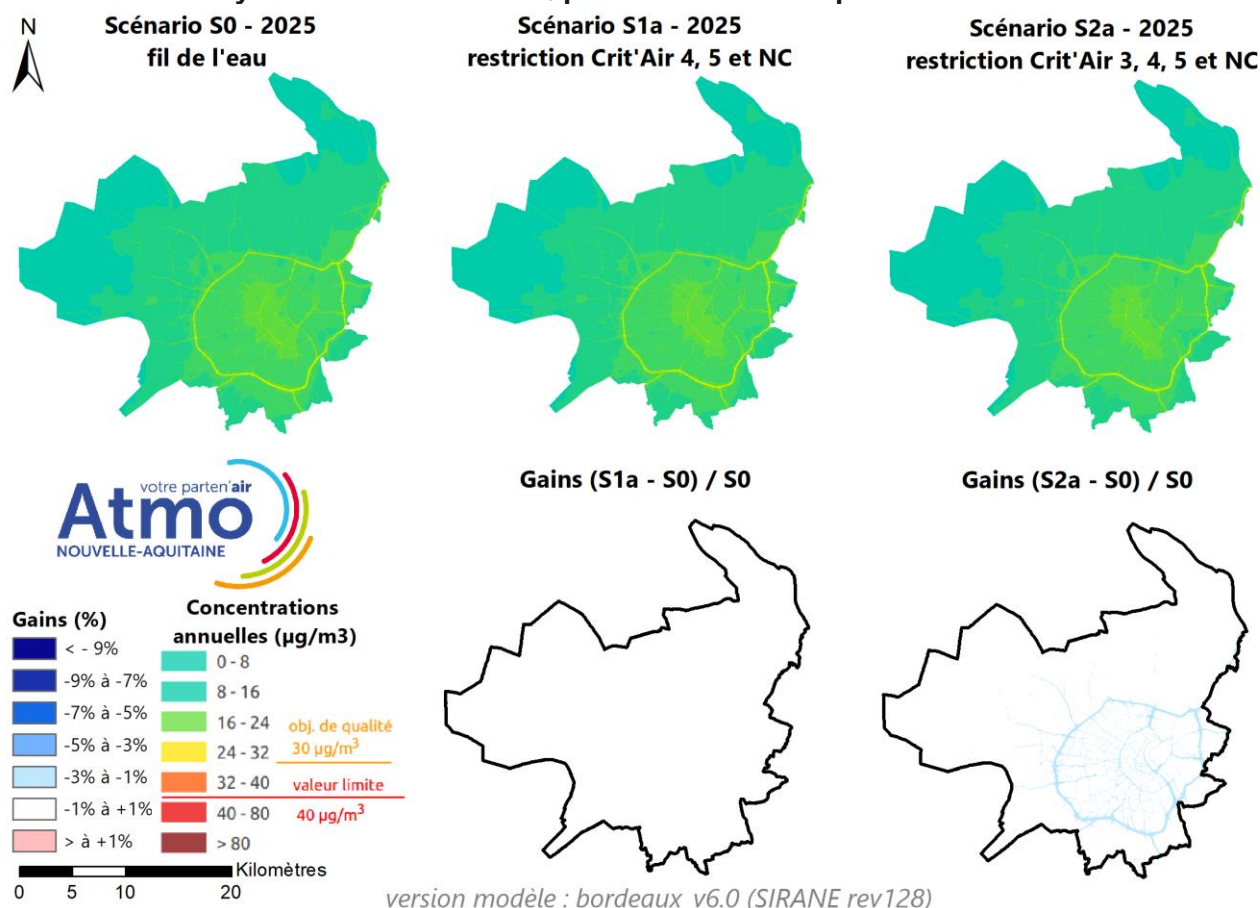 N
Scénario S0 - 2025
fil de l'eau
Scénario S1a - 2025
restriction Crit'Air 4, 5 et NC
Scénario S2a - 2025
restriction Crit'Air 3, 4, 5 et NC
votre parten'air
Atmo
NOUVELLE-AQUITAINE
Gains (S1a - S0) / S0
Gains (S2a - S0) / S0
Gains (%)
< - 9%
-9% à -7%
-7% à -5%
-5% à -3%
-3% à -1%
-1% à +1%
> à +1%
Concentrations
annuelles (µg/m3)
0 - 8
8 - 16
16 - 24
24 - 32
32 - 40
40 - 80
> 80
obj. de qualité
30 µg/m³
valeur limite
40 µg/m³
Kilomètres
0 5 10 20
version modèle : bordeaux_v6.0 (SIRANE rev128)